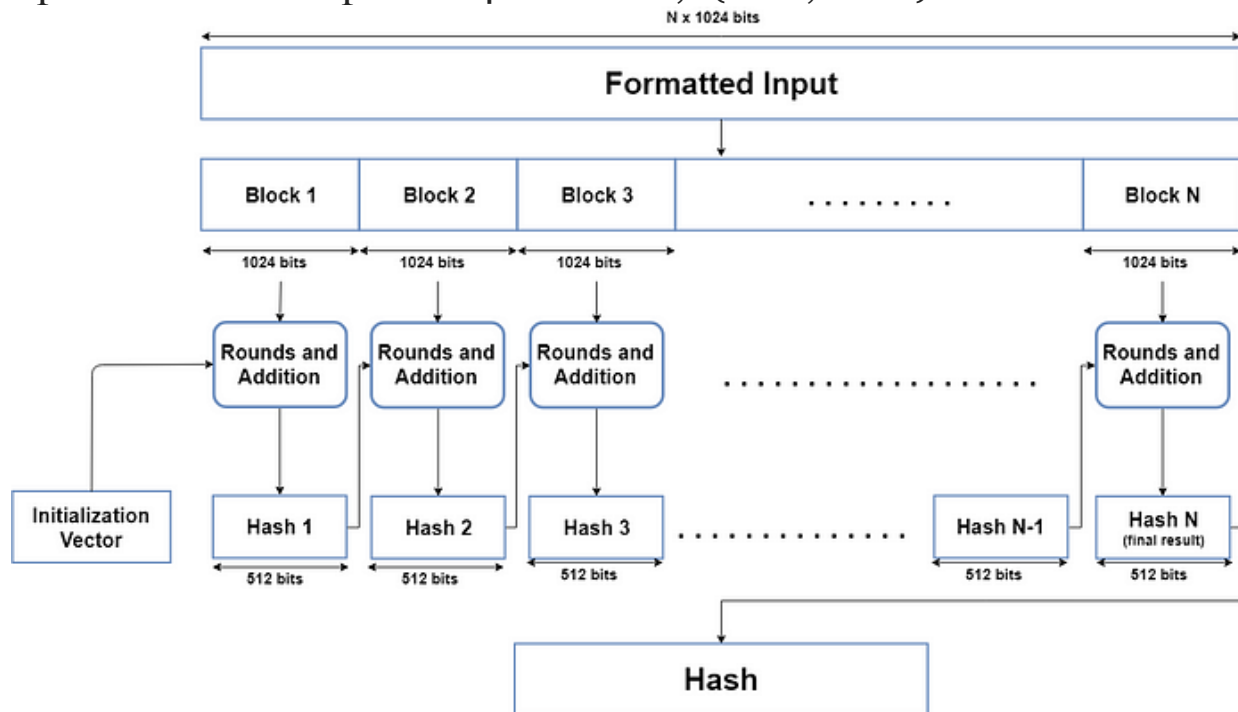 N x 1024 bits
Formatted Input
Block 1 Block 2 Block 3 . . . . . . . . . Block N
1024 bits 1024 bits 1024 bits 1024 bits
Rounds and Addition
Rounds and Addition
Rounds and Addition
. . . . . . . . . . . . . . . . . . . .
Rounds and Addition
Initialization
Vector
Hash 1 Hash 2 Hash 3 . . . . . . . . . . . . . . Hash N-1 Hash N
(final result)
512 bits 512 bits 512 bits 512 bits 512 bits
Hash